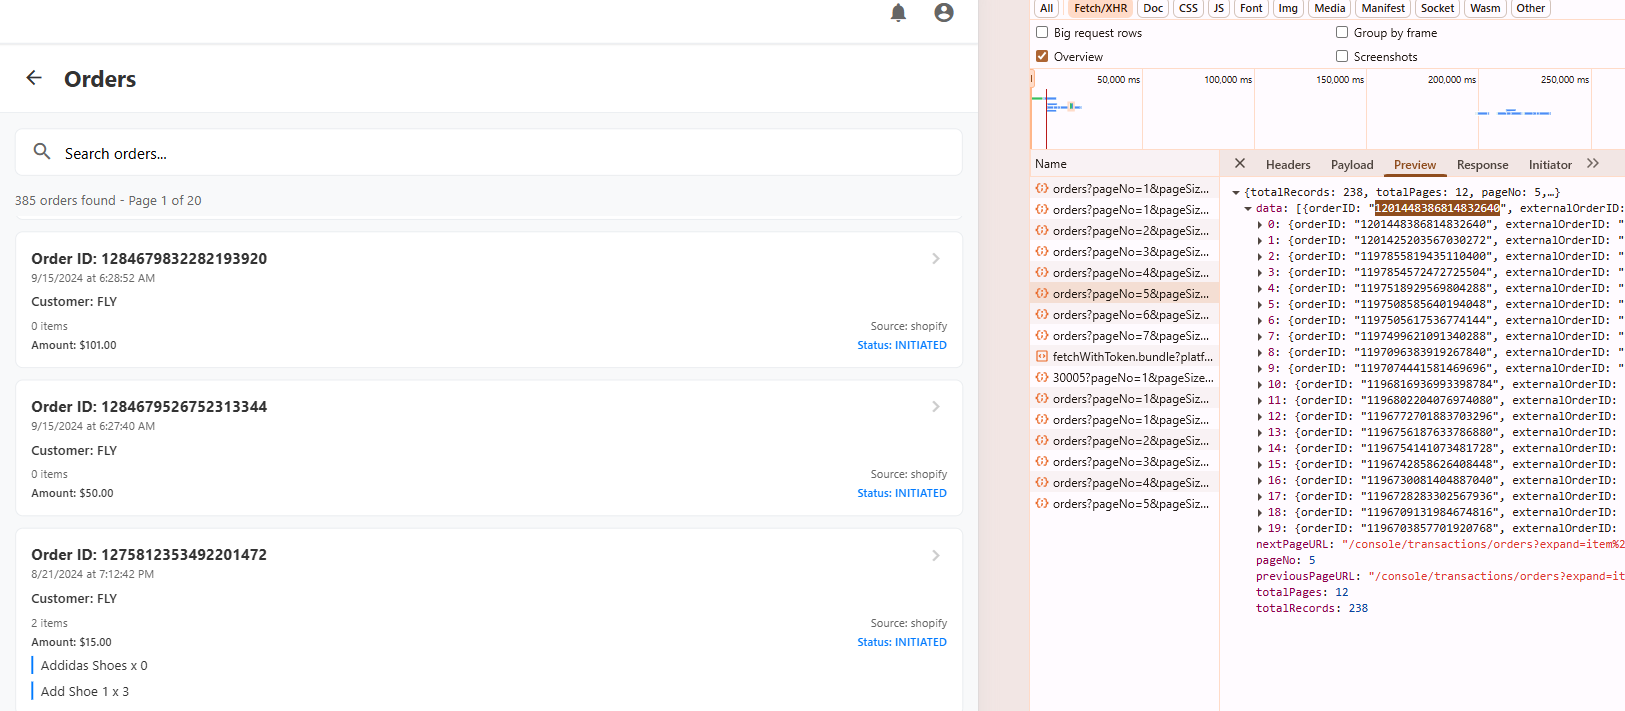 Orders
Search orders...
385 orders found - Page 1 of 20
Order ID: 1284679832282193920
9/15/2024 at 6:28:52 AM
Customer: FLY
0 items
Source: shopify
Amount: $101.00
Status: INITIATED
Order ID: 1284679526752313344
9/15/2024 at 6:27:40 AM
Customer: FLY
0 items
Source: shopify
Amount: $50.00
Status: INITIATED
Order ID: 1275812353492201472
8/21/2024 at 7:12:42 PM
Customer: FLY
2 items
Source: shopify
Amount: $15.00
Status: INITIATED
Addidas Shoes x 0
Add Shoe 1 x 3
All Fetch/XHR Doc CSS JS Font Img Media Manifest Socket Wasm Other
Big request rows
Group by frame
Overview
Screenshots
50,000 ms 100,000 ms 150,000 ms 200,000 ms 250,000 ms
Name
orders?pageNo=1&pageSiz...
orders?pageNo=1&pageSiz...
orders?pageNo=2&pageSiz...
orders?pageNo=3&pageSiz...
orders?pageNo=4&pageSiz...
orders?pageNo=5&pageSiz...
orders?pageNo=6&pageSiz...
orders?pageNo=7&pageSiz...
fetchWithToken.bundle?platf...
30005?pageNo=1&pageSize...
orders?pageNo=1&pageSiz...
orders?pageNo=1&pageSiz...
orders?pageNo=2&pageSiz...
orders?pageNo=3&pageSiz...
orders?pageNo=4&pageSiz...
orders?pageNo=5&pageSiz...
Headers Payload Preview Response Initiator
{totalRecords: 238, totalPages: 12, pageNo: 5,…}
data: [{orderID: "1201448386814832640", externalOrderID:
0: {orderID: "1201448386814832640", externalOrderID: "
1: {orderID: "1201425203567030272", externalOrderID: "
2: {orderID: "1197855819435110400", externalOrderID: "
3: {orderID: "1197854572472725504", externalOrderID: "
4: {orderID: "1197518929569804288", externalOrderID: "
5: {orderID: "1197508585640194048", externalOrderID: "
6: {orderID: "1197505617536774144", externalOrderID: "
7: {orderID: "1197499621091340288", externalOrderID: "
8: {orderID: "1197096383919267840", externalOrderID: "
9: {orderID: "1197074441581469696", externalOrderID: "
10: {orderID: "1196816936993398784", externalOrderID:
11: {orderID: "1196802204076974080", externalOrderID:
12: {orderID: "1196772701883703296", externalOrderID:
13: {orderID: "1196756187633786880", externalOrderID:
14: {orderID: "1196754141073481728", externalOrderID:
15: {orderID: "1196742858626408448", externalOrderID:
16: {orderID: "1196730081404887040", externalOrderID:
17: {orderID: "1196728283302567936", externalOrderID:
18: {orderID: "1196709131984674816", externalOrderID:
19: {orderID: "1196703857701920768", externalOrderID:
nextPageURL: "/console/transactions/orders?expand=item%2
pageNo: 5
previousPageURL: "/console/transactions/orders?expand=it
totalPages: 12
totalRecords: 238